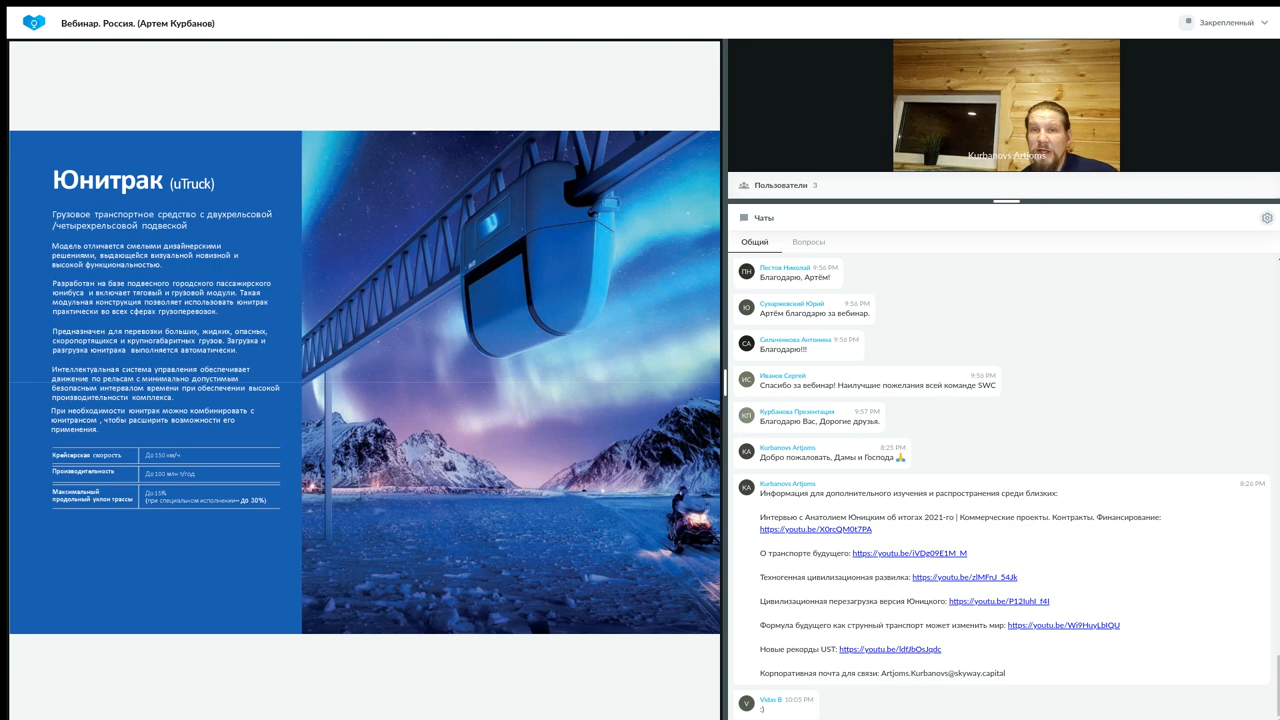 Вебинар. Россия. (Артем Курбанов)
Закрепленный
Юнитрак (uTruck)
Грузовое транспортное средство с двухрельсовой
/четырехрельсовой подвеской
Модель отличается смелыми дизайнерскими
решениями, выдающейся визуальной новизной и
высокой функциональностью.
Разработан на базе подвесного городского пассажирского
юнибуса и включает тяговый и грузовой модули. Такая
модульная конструкция позволяет использовать юнитрак
практически во всех сферах грузоперевозок.
Предназначен для перевозки больших, жидких, опасных,
скоропортящихся и крупногабаритных грузов. Загрузка и
разгрузка юнитрака выполняется автоматически.
Интеллектуальная система управления обеспечивает
движение по рельсам с минимально допустимым
безопасным интервалом времени при обеспечении высокой
производительности комплекса.
При необходимости юнитрак можно комбинировать с
юнитрансом , чтобы расширить возможности его
применения.
Крейсерская скорость До 150 км/ч
Производительность До 100 млн т/год
Максимальный
продольный уклон трассы
До 15%
(при специальном исполнении– до 30%)
Kurbanovs Artjoms
Пользователи 3
Чаты
Общий Вопросы
ПН Пестов Николай 9:56 PM
Благодарю, Артём!
Ю Сухаржевский Юрий 9:56 PM
Артём благодарю за вебинар.
СА Сильченкова Антонина 9:56 PM
Благодарю!!!
ИС Иванов Сергей 9:56 PM
Спасибо за вебинар! Наилучшие пожелания всей команде SWC
КП Курбанова Презентация 9:57 PM
Благодарю Вас, Дорогие друзья.
KA Kurbanovs Artjoms 8:25 PM
Добро пожаловать, Дамы и Господа 🙏
KA Kurbanovs Artjoms 8:26 PM
Информация для дополнительного изучения и распространения среди близких:
Интервью с Анатолием Юницким об итогах 2021-го | Коммерческие проекты. Контракты. Финансирование:
https://youtu.be/X0rcQM0t7PA
О транспорте будущего: https://youtu.be/jVDg09E1M_M
Техногенная цивилизационная развилка: https://youtu.be/zlMFnJ_54Jk
Цивилизационная перезагрузка версия Юницкого: https://youtu.be/P12IuhI_f4I
Формула будущего как струнный транспорт может изменить мир: https://youtu.be/Wi9HuyLbIQU
Новые рекорды UST: https://youtu.be/ldfJbOsJqdc
Корпоративная почта для связи: Artjoms.Kurbanovs@skyway.capital
V Vidas B 10:05 PM
:)